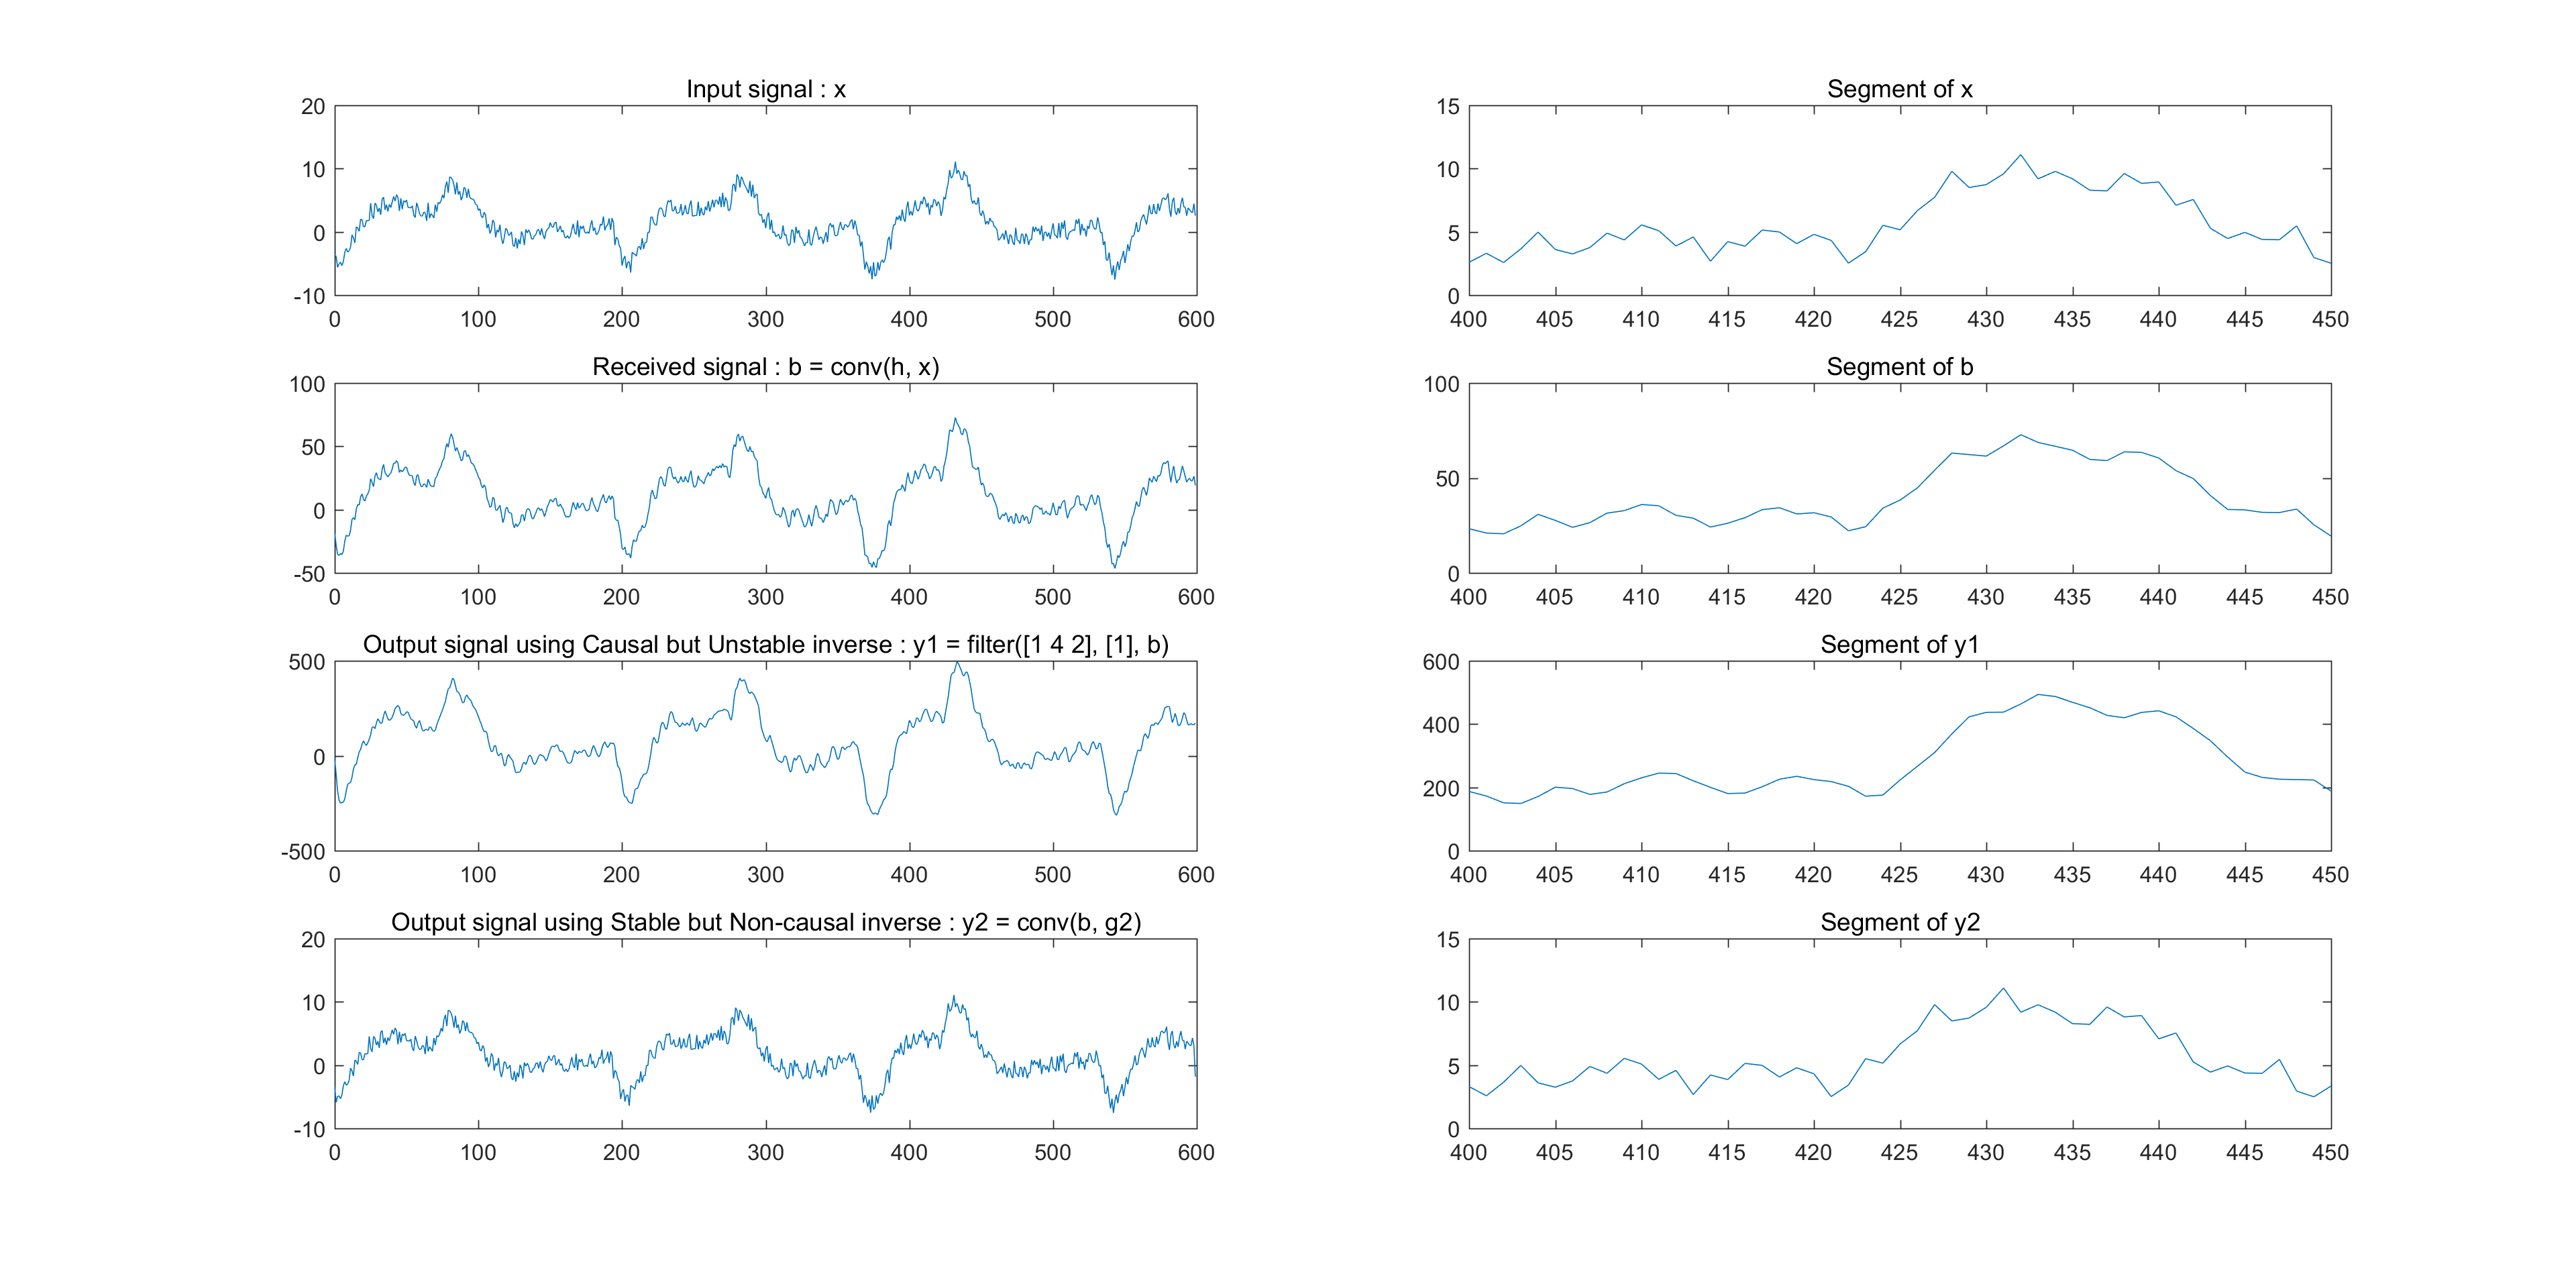 Input signal : x
20
10
0
-10
0 100 200 300 400 500 600
Segment of x
15
10
5
0
400 405 410 415 420 425 430 435 440 445 450
Received signal : b = conv(h, x)
100
50
0
-50
0 100 200 300 400 500 600
Segment of b
100
50
0
400 405 410 415 420 425 430 435 440 445 450
Output signal using Causal but Unstable inverse : y1 = filter([1 4 2], [1], b)
500
0
-500
0 100 200 300 400 500 600
Segment of y1
600
400
200
0
400 405 410 415 420 425 430 435 440 445 450
Output signal using Stable but Non-causal inverse : y2 = conv(b, g2)
20
10
0
-10
0 100 200 300 400 500 600
Segment of y2
15
10
5
0
400 405 410 415 420 425 430 435 440 445 450